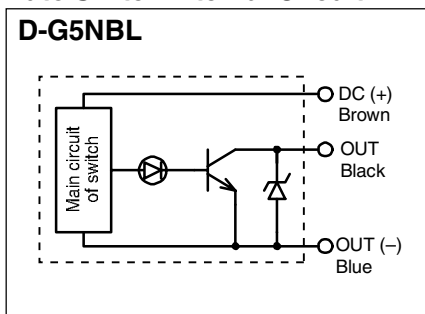 D-G5NBL
Main circuit
of switch
DC (+)
Brown
OUT
Black
OUT (–)
Blue